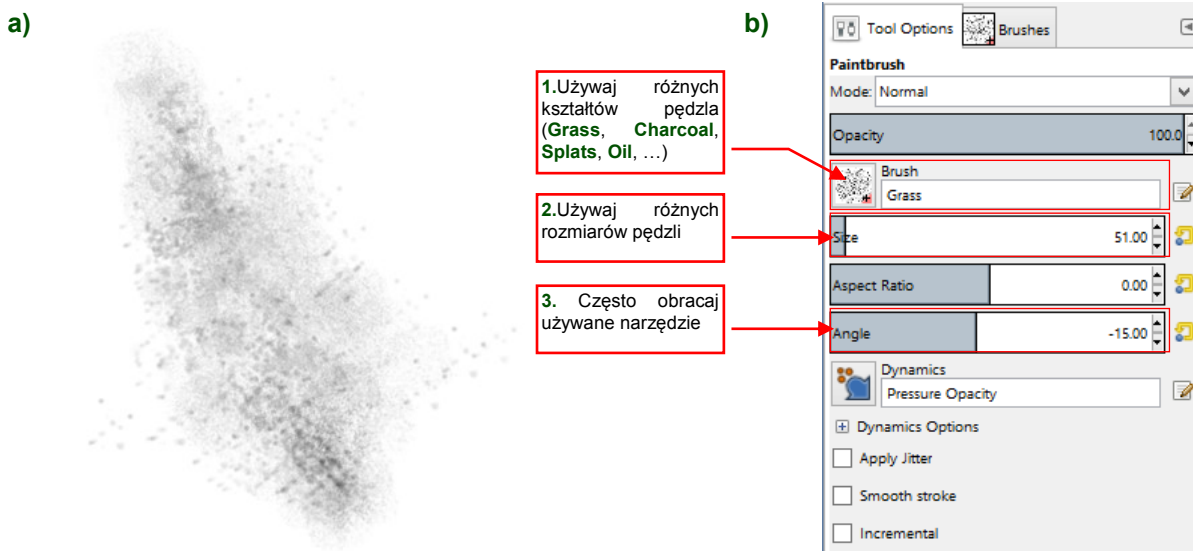 a)
1.Używaj różnych
kształtów pędzla
(Grass, Charcoal,
Splats, Oil, …)
2.Używaj różnych
rozmiarów pędzli
3. Często obracaj
używane narzędzie
b)
Tool Options Brushes
Paintbrush
Mode: Normal
Opacity 100.0
Brush
Grass
Size 51.00
Aspect Ratio 0.00
Angle -15.00
Dynamics
Pressure Opacity
Dynamics Options
Apply Jitter
Smooth stroke
Incremental